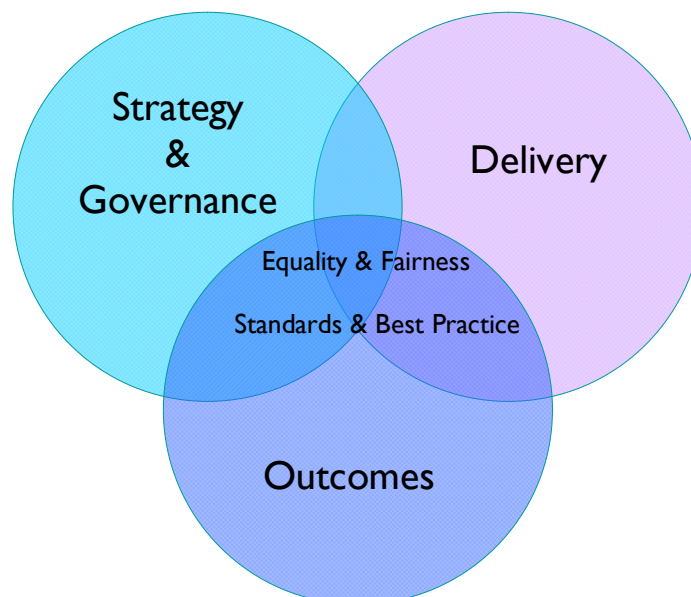 Strategy
&
Governance
Delivery
Equality & Fairness
Standards & Best Practice
Outcomes